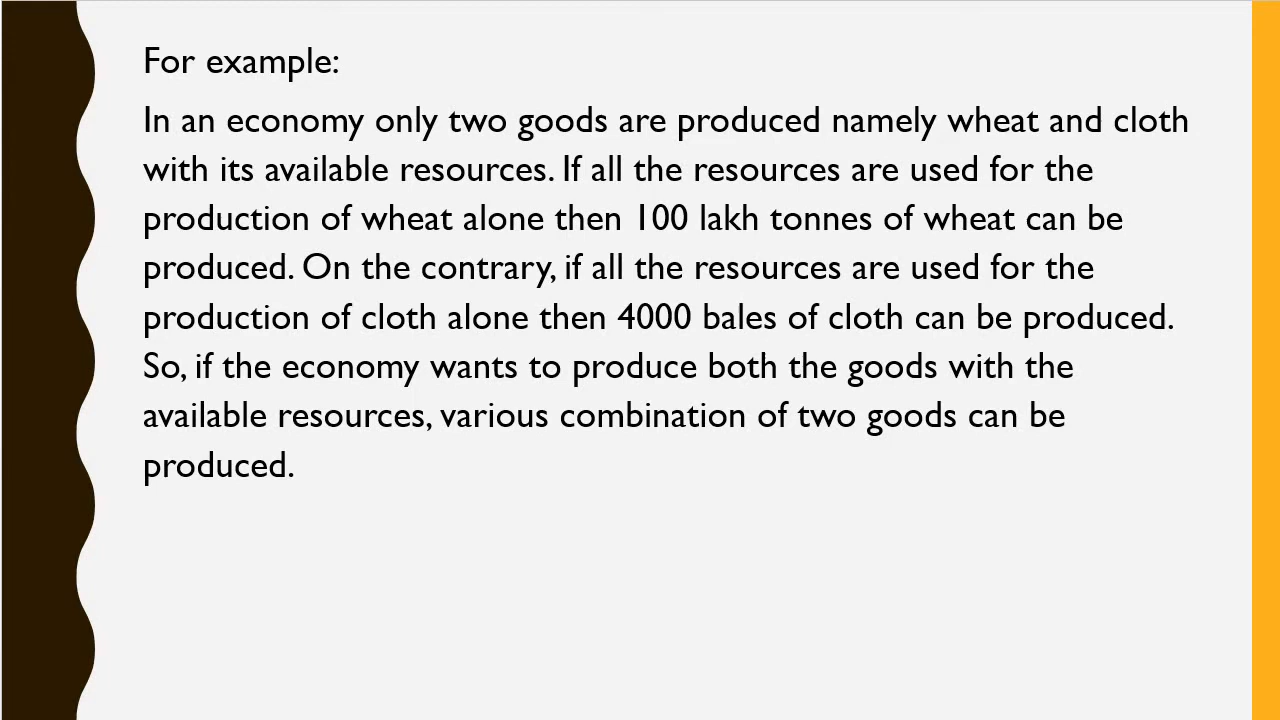 For example:
In an economy only two goods are produced namely wheat and cloth
with its available resources. If all the resources are used for the
production of wheat alone then 100 lakh tonnes of wheat can be
produced. On the contrary, if all the resources are used for the
production of cloth alone then 4000 bales of cloth can be produced.
So, if the economy wants to produce both the goods with the
available resources, various combination of two goods can be
produced.